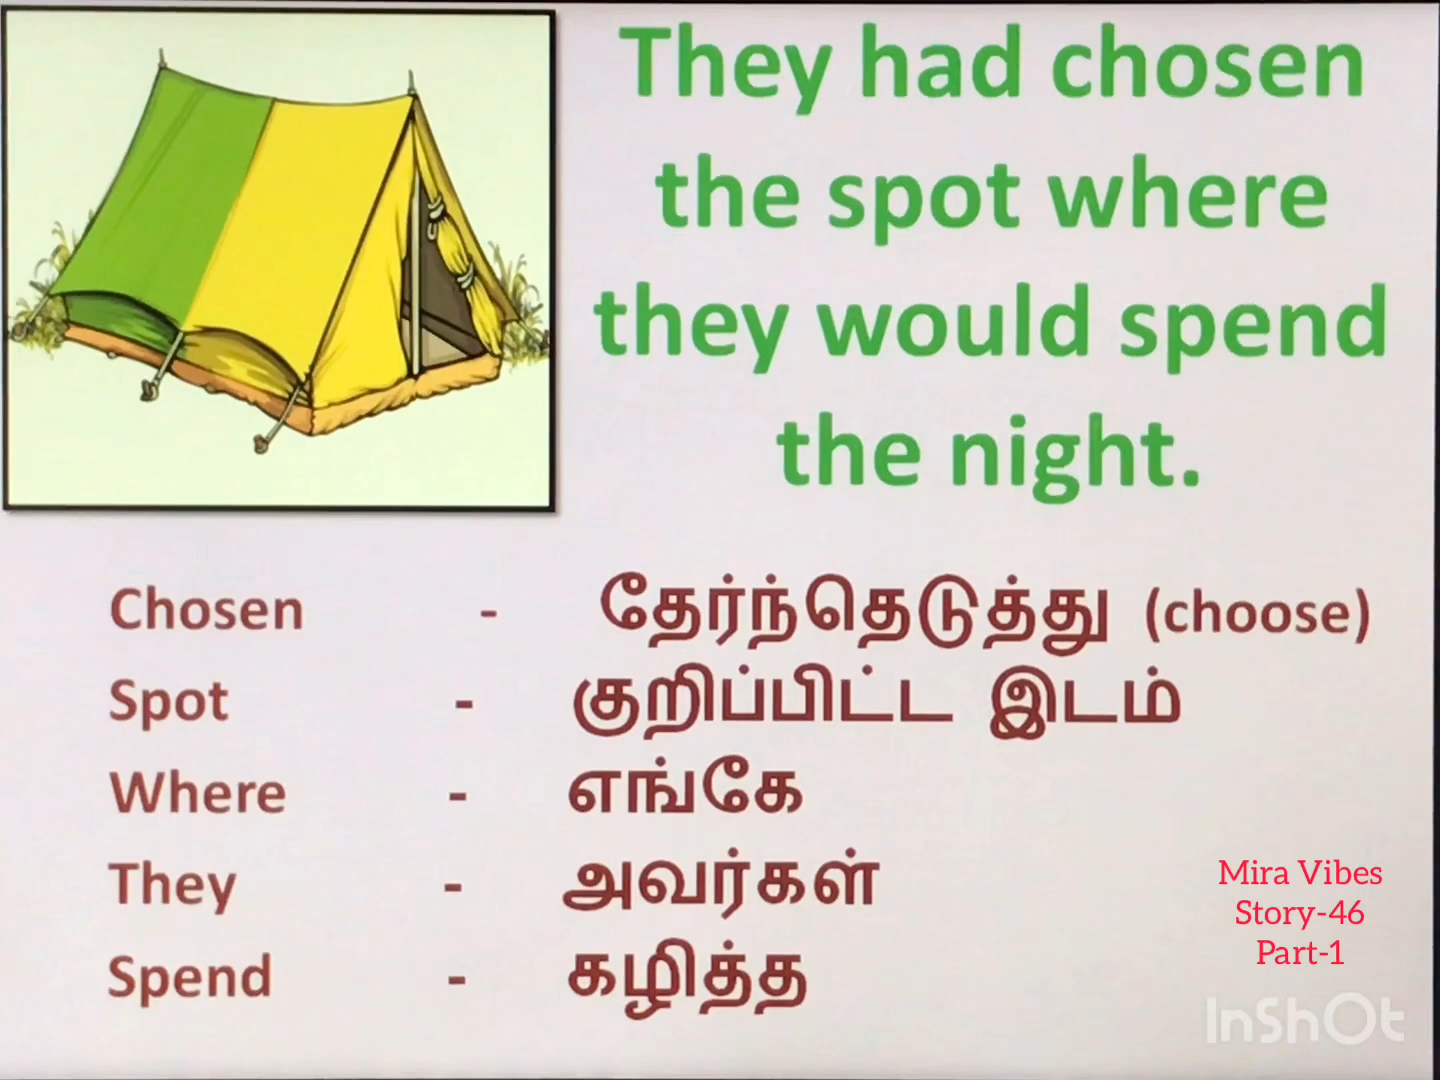 They had chosen
the spot where
they would spend
the night.
Chosen - தேர்ந்தெடுத்து (choose)
Spot - குறிப்பிட்ட இடம்
Where - எங்கே
They - அவர்கள்
Spend - கழித்த
Mira Vibes
Story-46
Part-1
InShOt